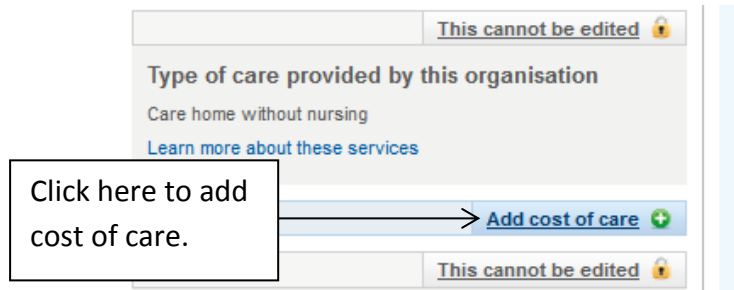 This cannot be edited
Type of care provided by this organisation
Care home without nursing
Learn more about these services
Click here to add
cost of care.
Add cost of care
This cannot be edited